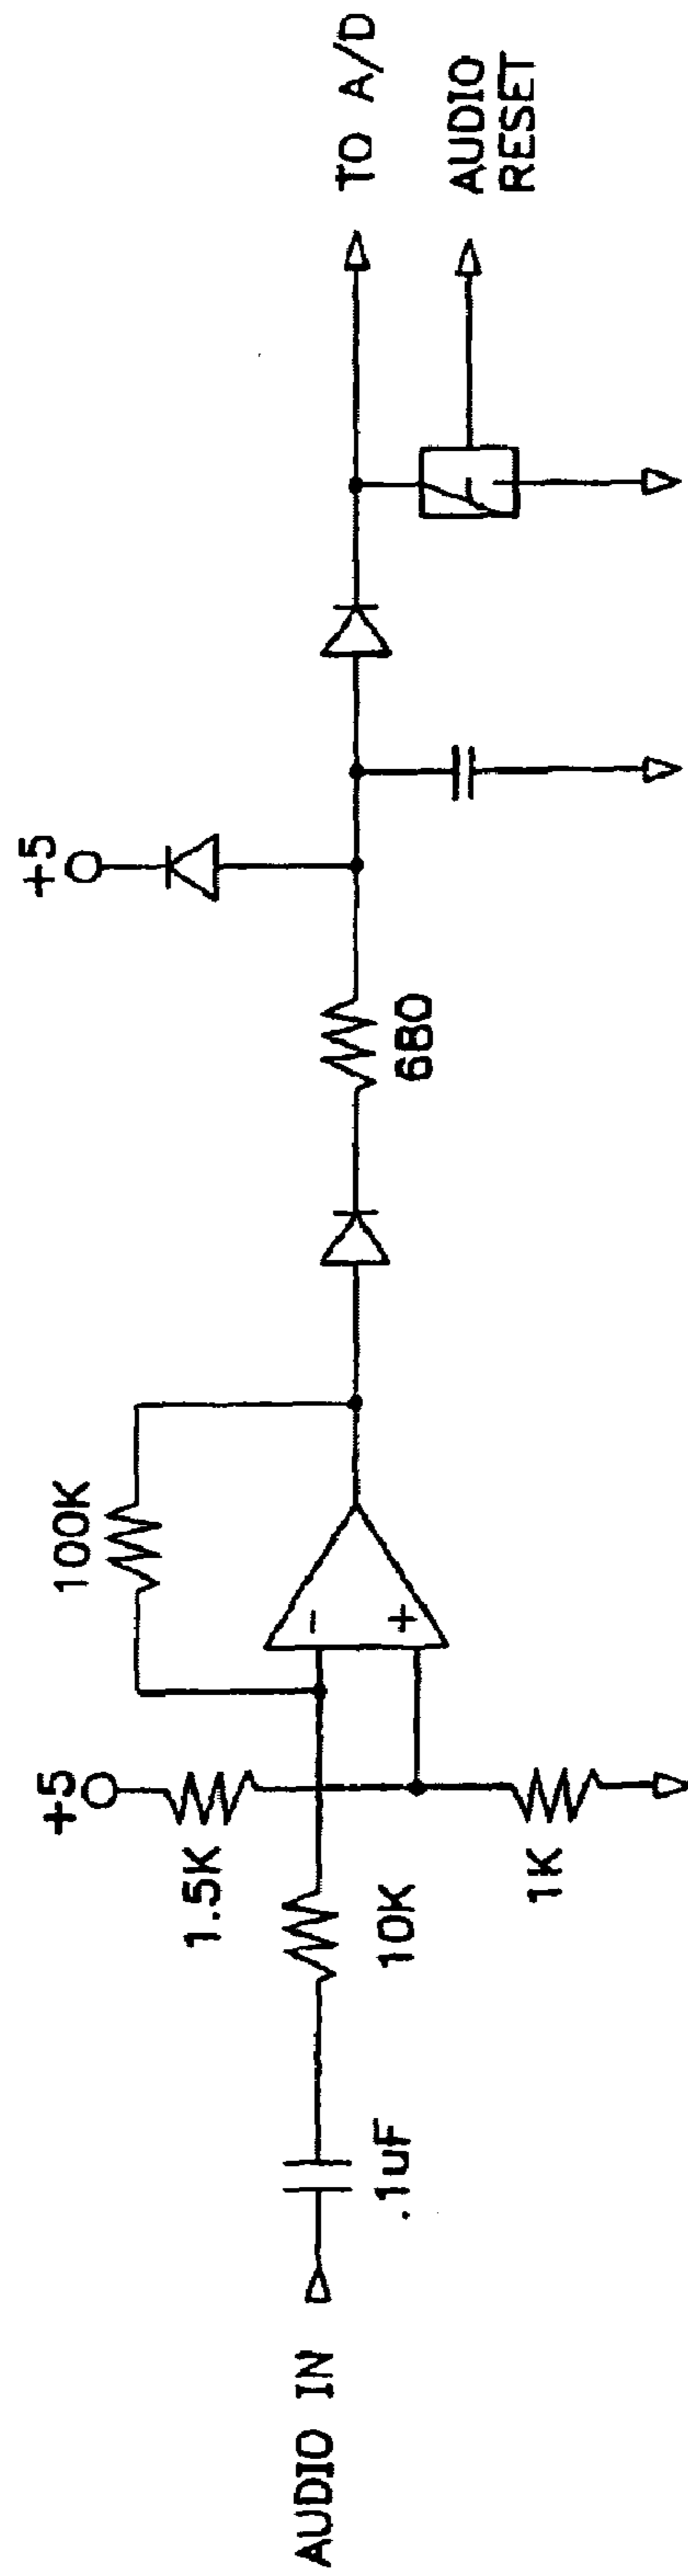 AUDIO IN
.1uF
10K
+5
1.5K
1K
100K
-
+
680
+5
TO A/D
AUDIO
RESET